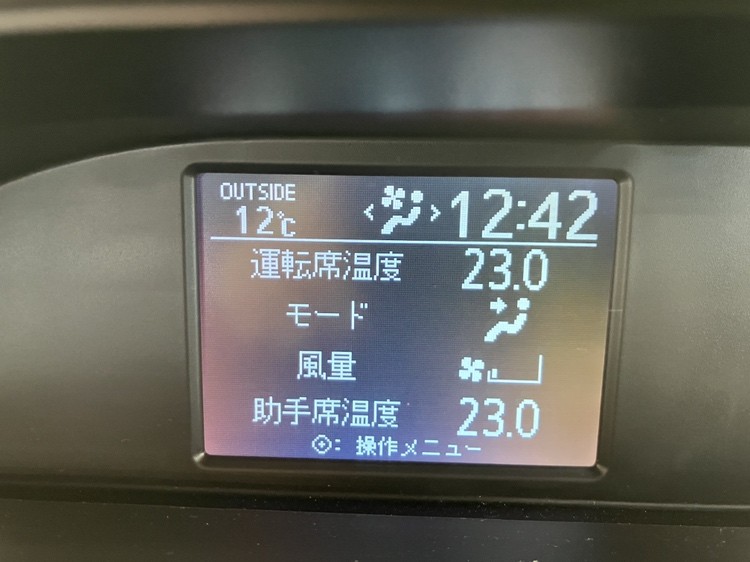 OUTSIDE
12℃
12:42
運転席温度 23.0
モード
風量
助手席温度 23.0
: 操作メニュー